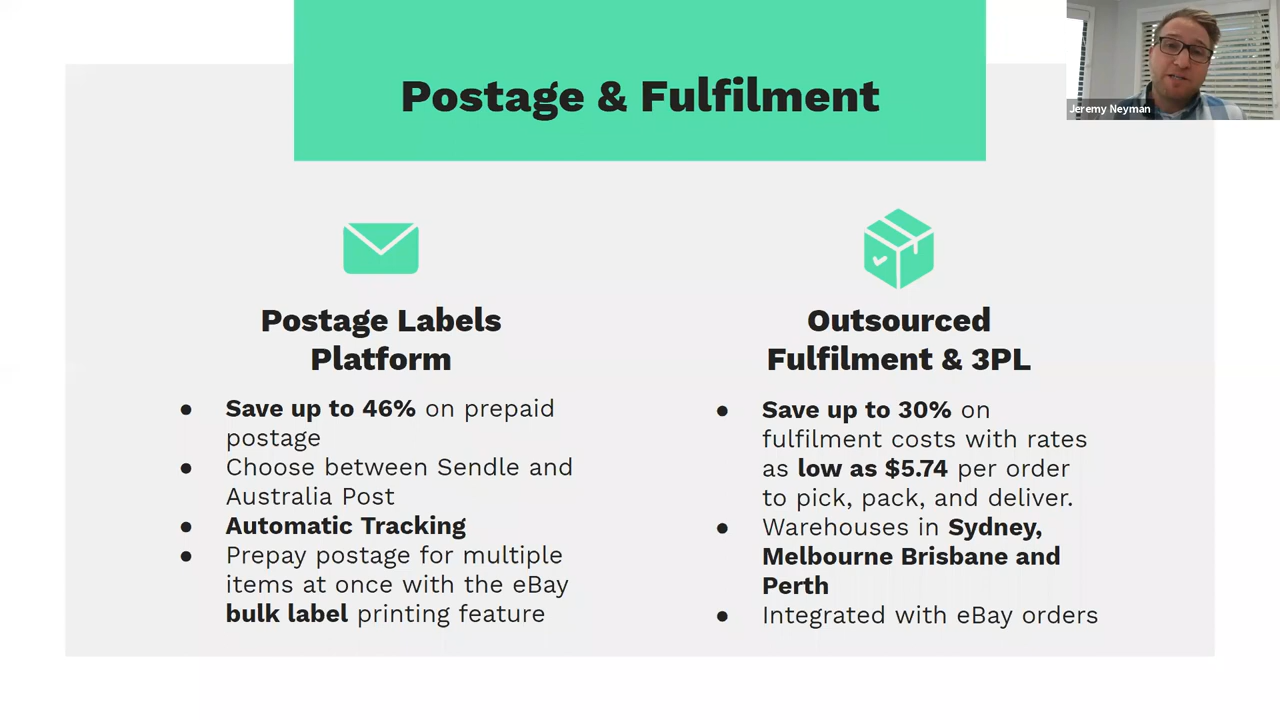 Postage & Fulfilment
Jeremy Neyman
Postage Labels
Platform
● Save up to 46% on prepaid
postage
● Choose between Sendle and
Australia Post
● Automatic Tracking
● Prepay postage for multiple
items at once with the eBay
bulk label printing feature
Outsourced
Fulfilment & 3PL
● Save up to 30% on
fulfilment costs with rates
as low as $5.74 per order
to pick, pack, and deliver.
● Warehouses in Sydney,
Melbourne Brisbane and
Perth
● Integrated with eBay orders